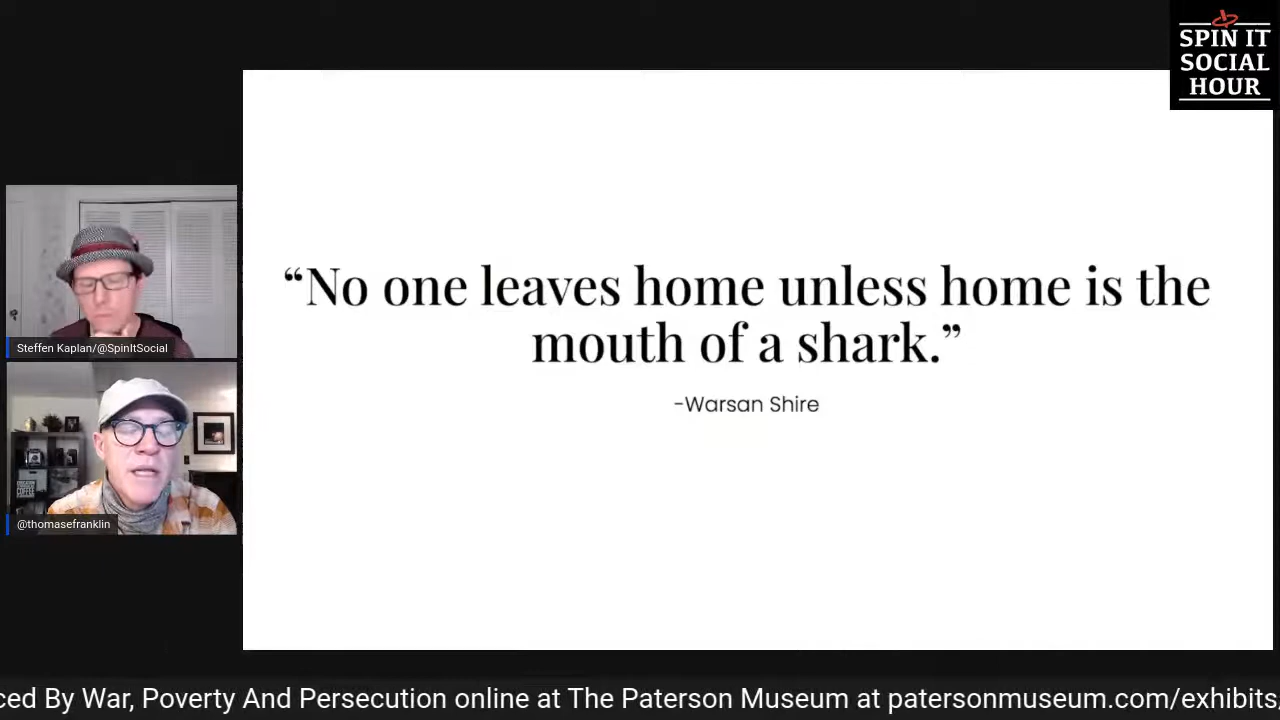 SPIN IT
SOCIAL
HOUR
“No one leaves home unless home is the
mouth of a shark.”
-Warsan Shire
Steffen Kaplan/@SpinItSocial
@thomasefranklin
ced By War, Poverty And Persecution online at The Paterson Museum at patersonmuseum.com/exhibits/